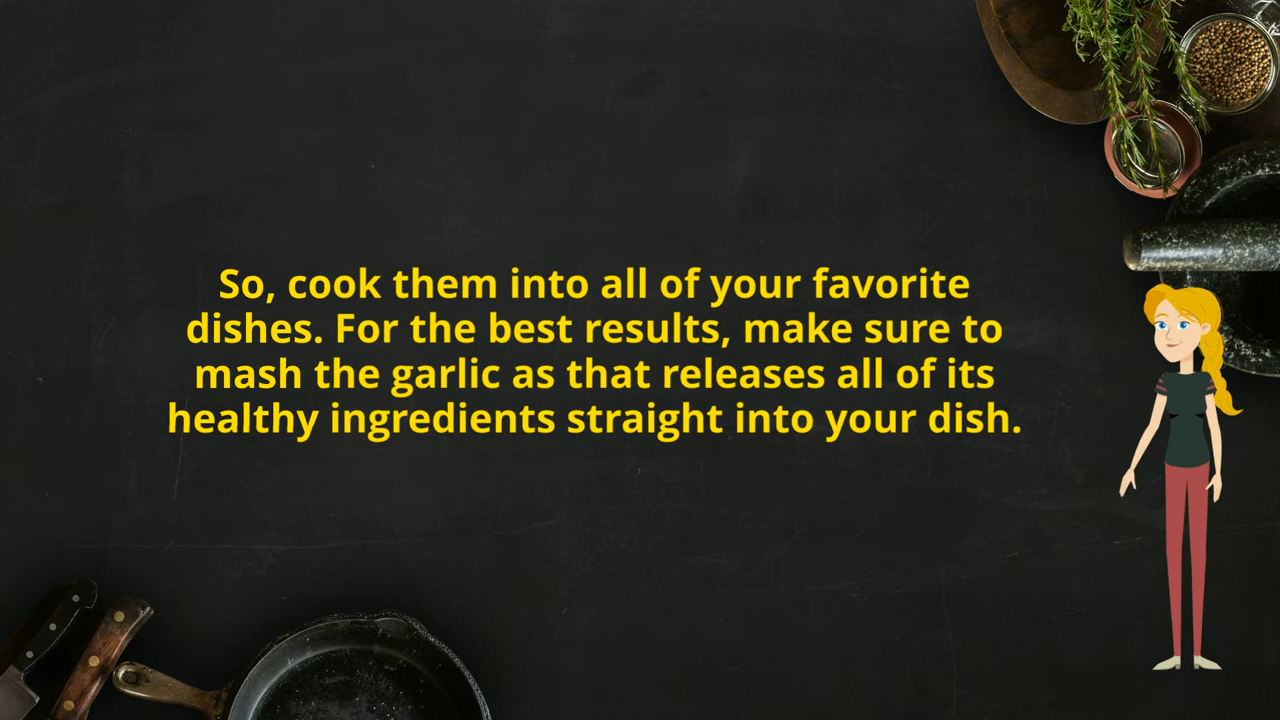 So, cook them into all of your favorite
dishes. For the best results, make sure to
mash the garlic as that releases all of its
healthy ingredients straight into your dish.